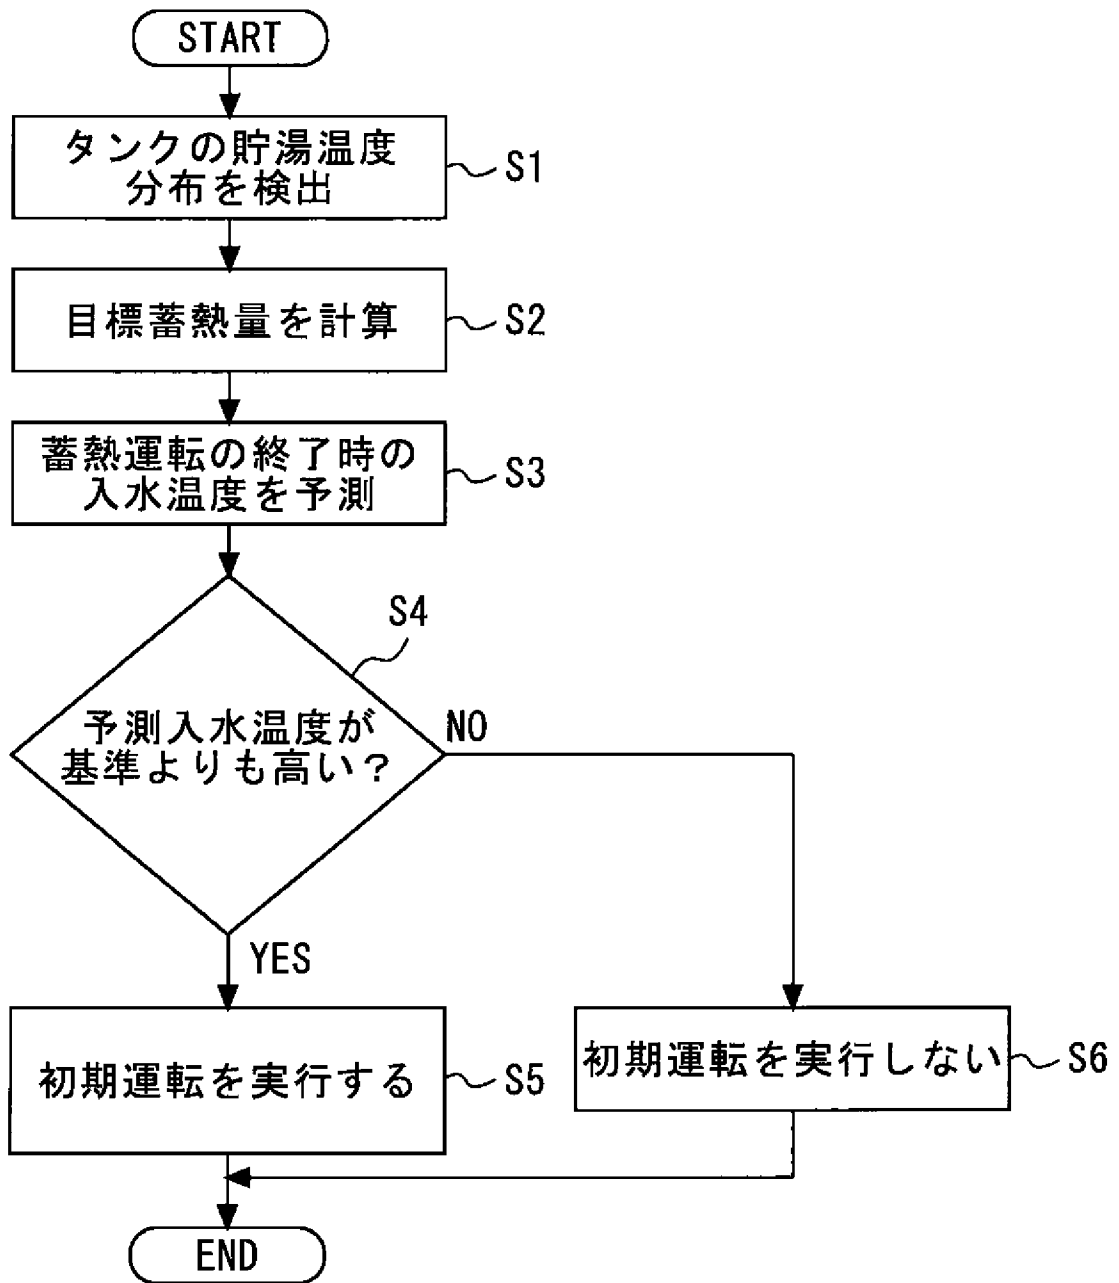 START
タンクの貯湯温度
分布を検出
S1
目標蓄熱量を計算
S2
蓄熱運転の終了時の
入水温度を予測
S3
S4
予測入水温度が
基準よりも高い?
NO
YES
初期運転を実行する
S5
初期運転を実行しない
S6
END